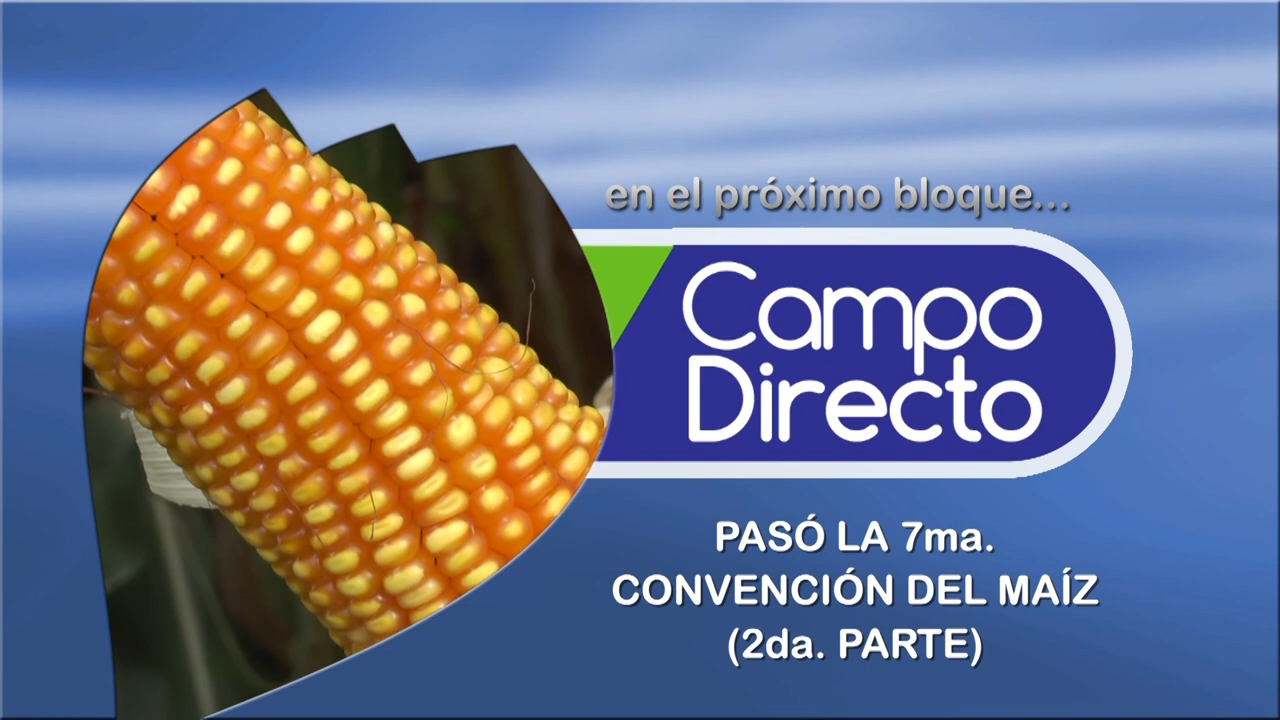 en el próximo bloque...
Campo
Directo
PASÓ LA 7ma.
CONVENCIÓN DEL MAÍZ
(2da. PARTE)